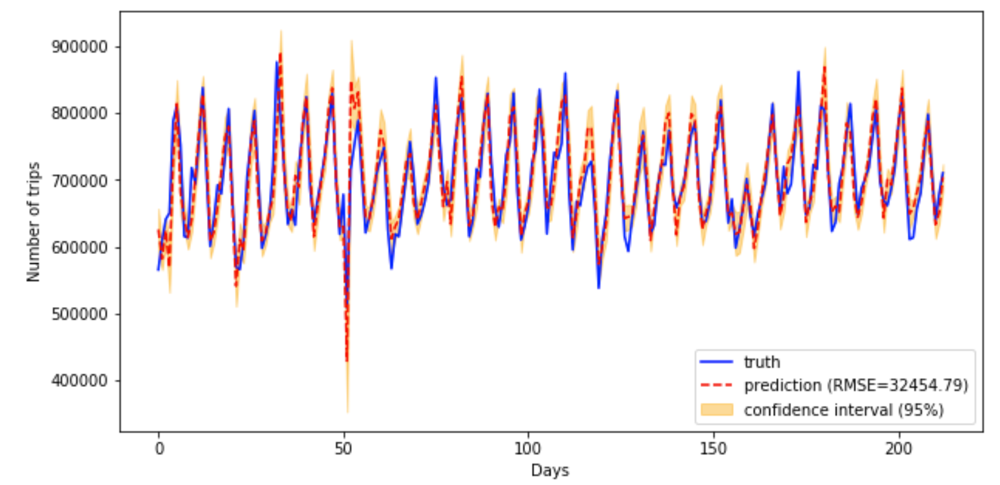 900000
800000
700000
600000
500000
400000
Number of trips
0
50
100
150
200
Days
truth
prediction (RMSE=32454.79)
confidence interval (95%)